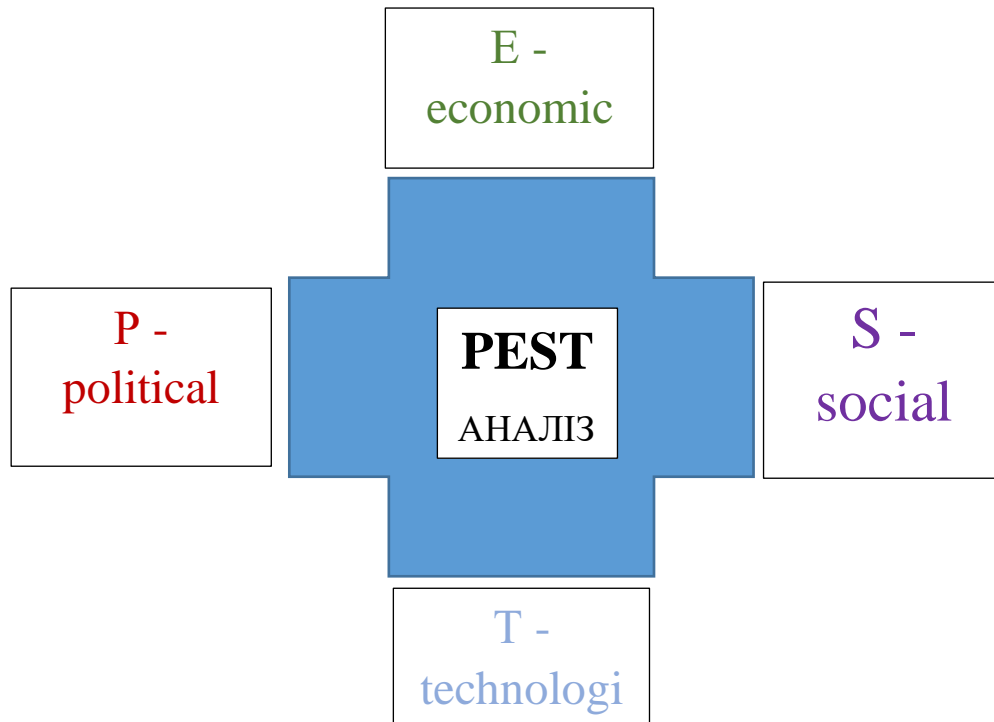 E -
economic
P -
political
PEST
АНАЛІЗ
S -
social
T -
technologi